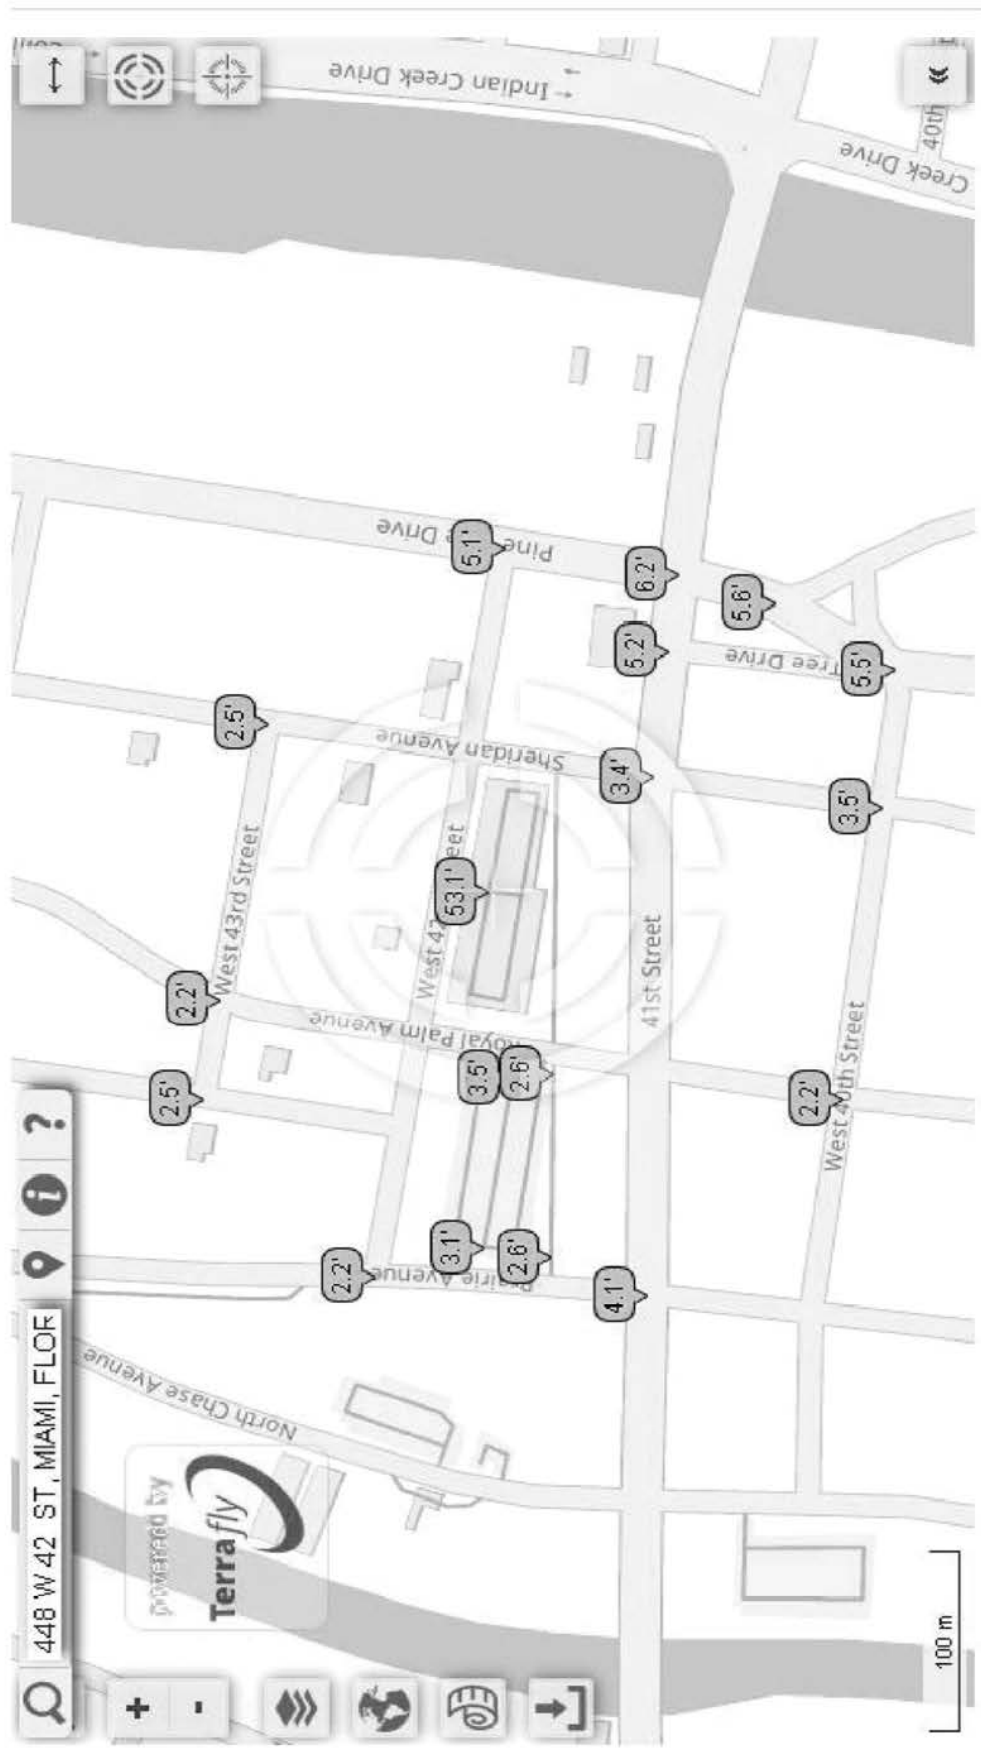 448 W 42 ST, MIAMI, FLOR
?
+
-
powered by
Terrafly
100 m
North Chase Avenue
Prairie Avenue
Royal Palm Avenue
Sheridan Avenue
Pine
Drive
Tree Drive
← Indian Creek Drive
Creek Drive
40th
West 43rd Street
West 42
eet
41st Street
West 40th Street
2.5'
2.2'
2.5'
2.2'
3.1'
2.6'
3.5'
2.6'
53.1'
4.1'
3.4'
5.1'
6.2'
5.2'
5.6'
5.5'
3.5'
2.2'